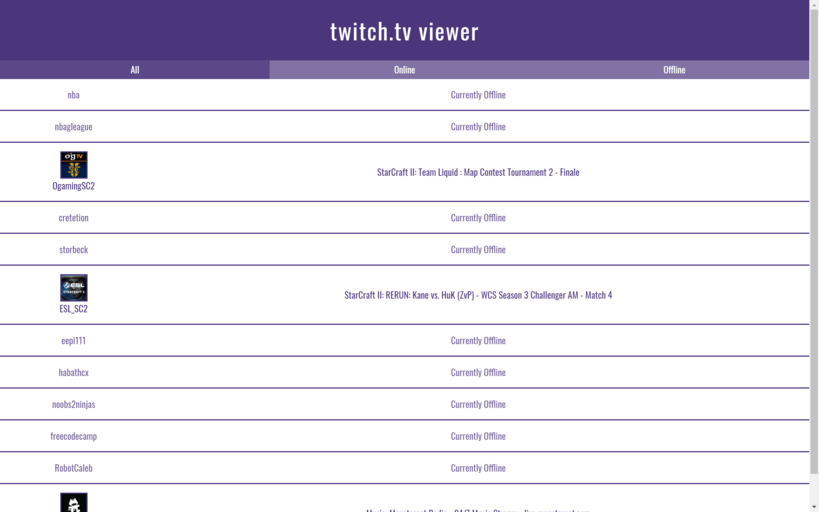 twitch.tv viewer
All Online Offline
nba Currently Offline
nbagleague Currently Offline
OgamingSC2 StarCraft II: Team Liquid : Map Contest Tournament 2 - Finale
cretetion Currently Offline
storbeck Currently Offline
ESL_SC2 StarCraft II: RERUN: Kane vs. HuK (ZvP) - WCS Season 3 Challenger AM - Match 4
eepi111 Currently Offline
habathcx Currently Offline
noobs2ninjas Currently Offline
freecodecamp Currently Offline
RobotCaleb Currently Offline